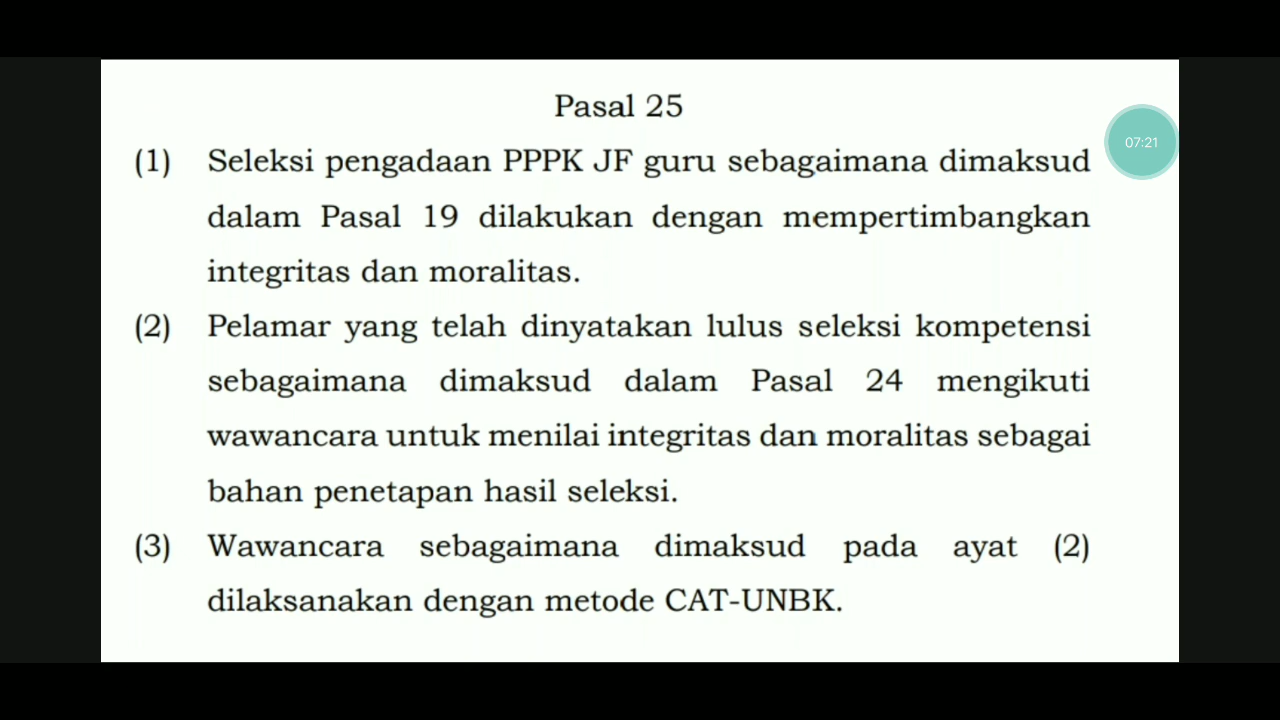 Pasal 25
07:21
(1) Seleksi pengadaan PPPK JF guru sebagaimana dimaksud
dalam Pasal 19 dilakukan dengan mempertimbangkan
integritas dan moralitas.
(2) Pelamar yang telah dinyatakan lulus seleksi kompetensi
sebagaimana dimaksud dalam Pasal 24 mengikuti
wawancara untuk menilai integritas dan moralitas sebagai
bahan penetapan hasil seleksi.
(3) Wawancara sebagaimana dimaksud pada ayat (2)
dilaksanakan dengan metode CAT-UNBK.